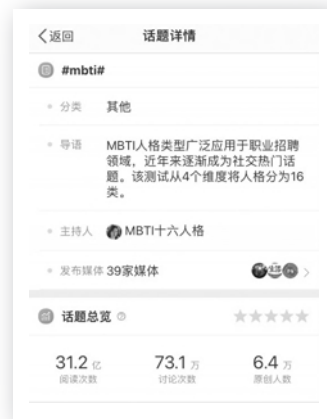 返回 话题详情
#mbti#
分类 其他
导语 MBTI人格类型广泛应用于职业招聘
领域，近年来逐渐成为社交热门话
题。该测试从4个维度将人格分为16
类。
主持人 MBTI十六人格
发布媒体 39家媒体
话题总览
31.2 亿 73.1 万 6.4 万
阅读次数 讨论次数 原创人数